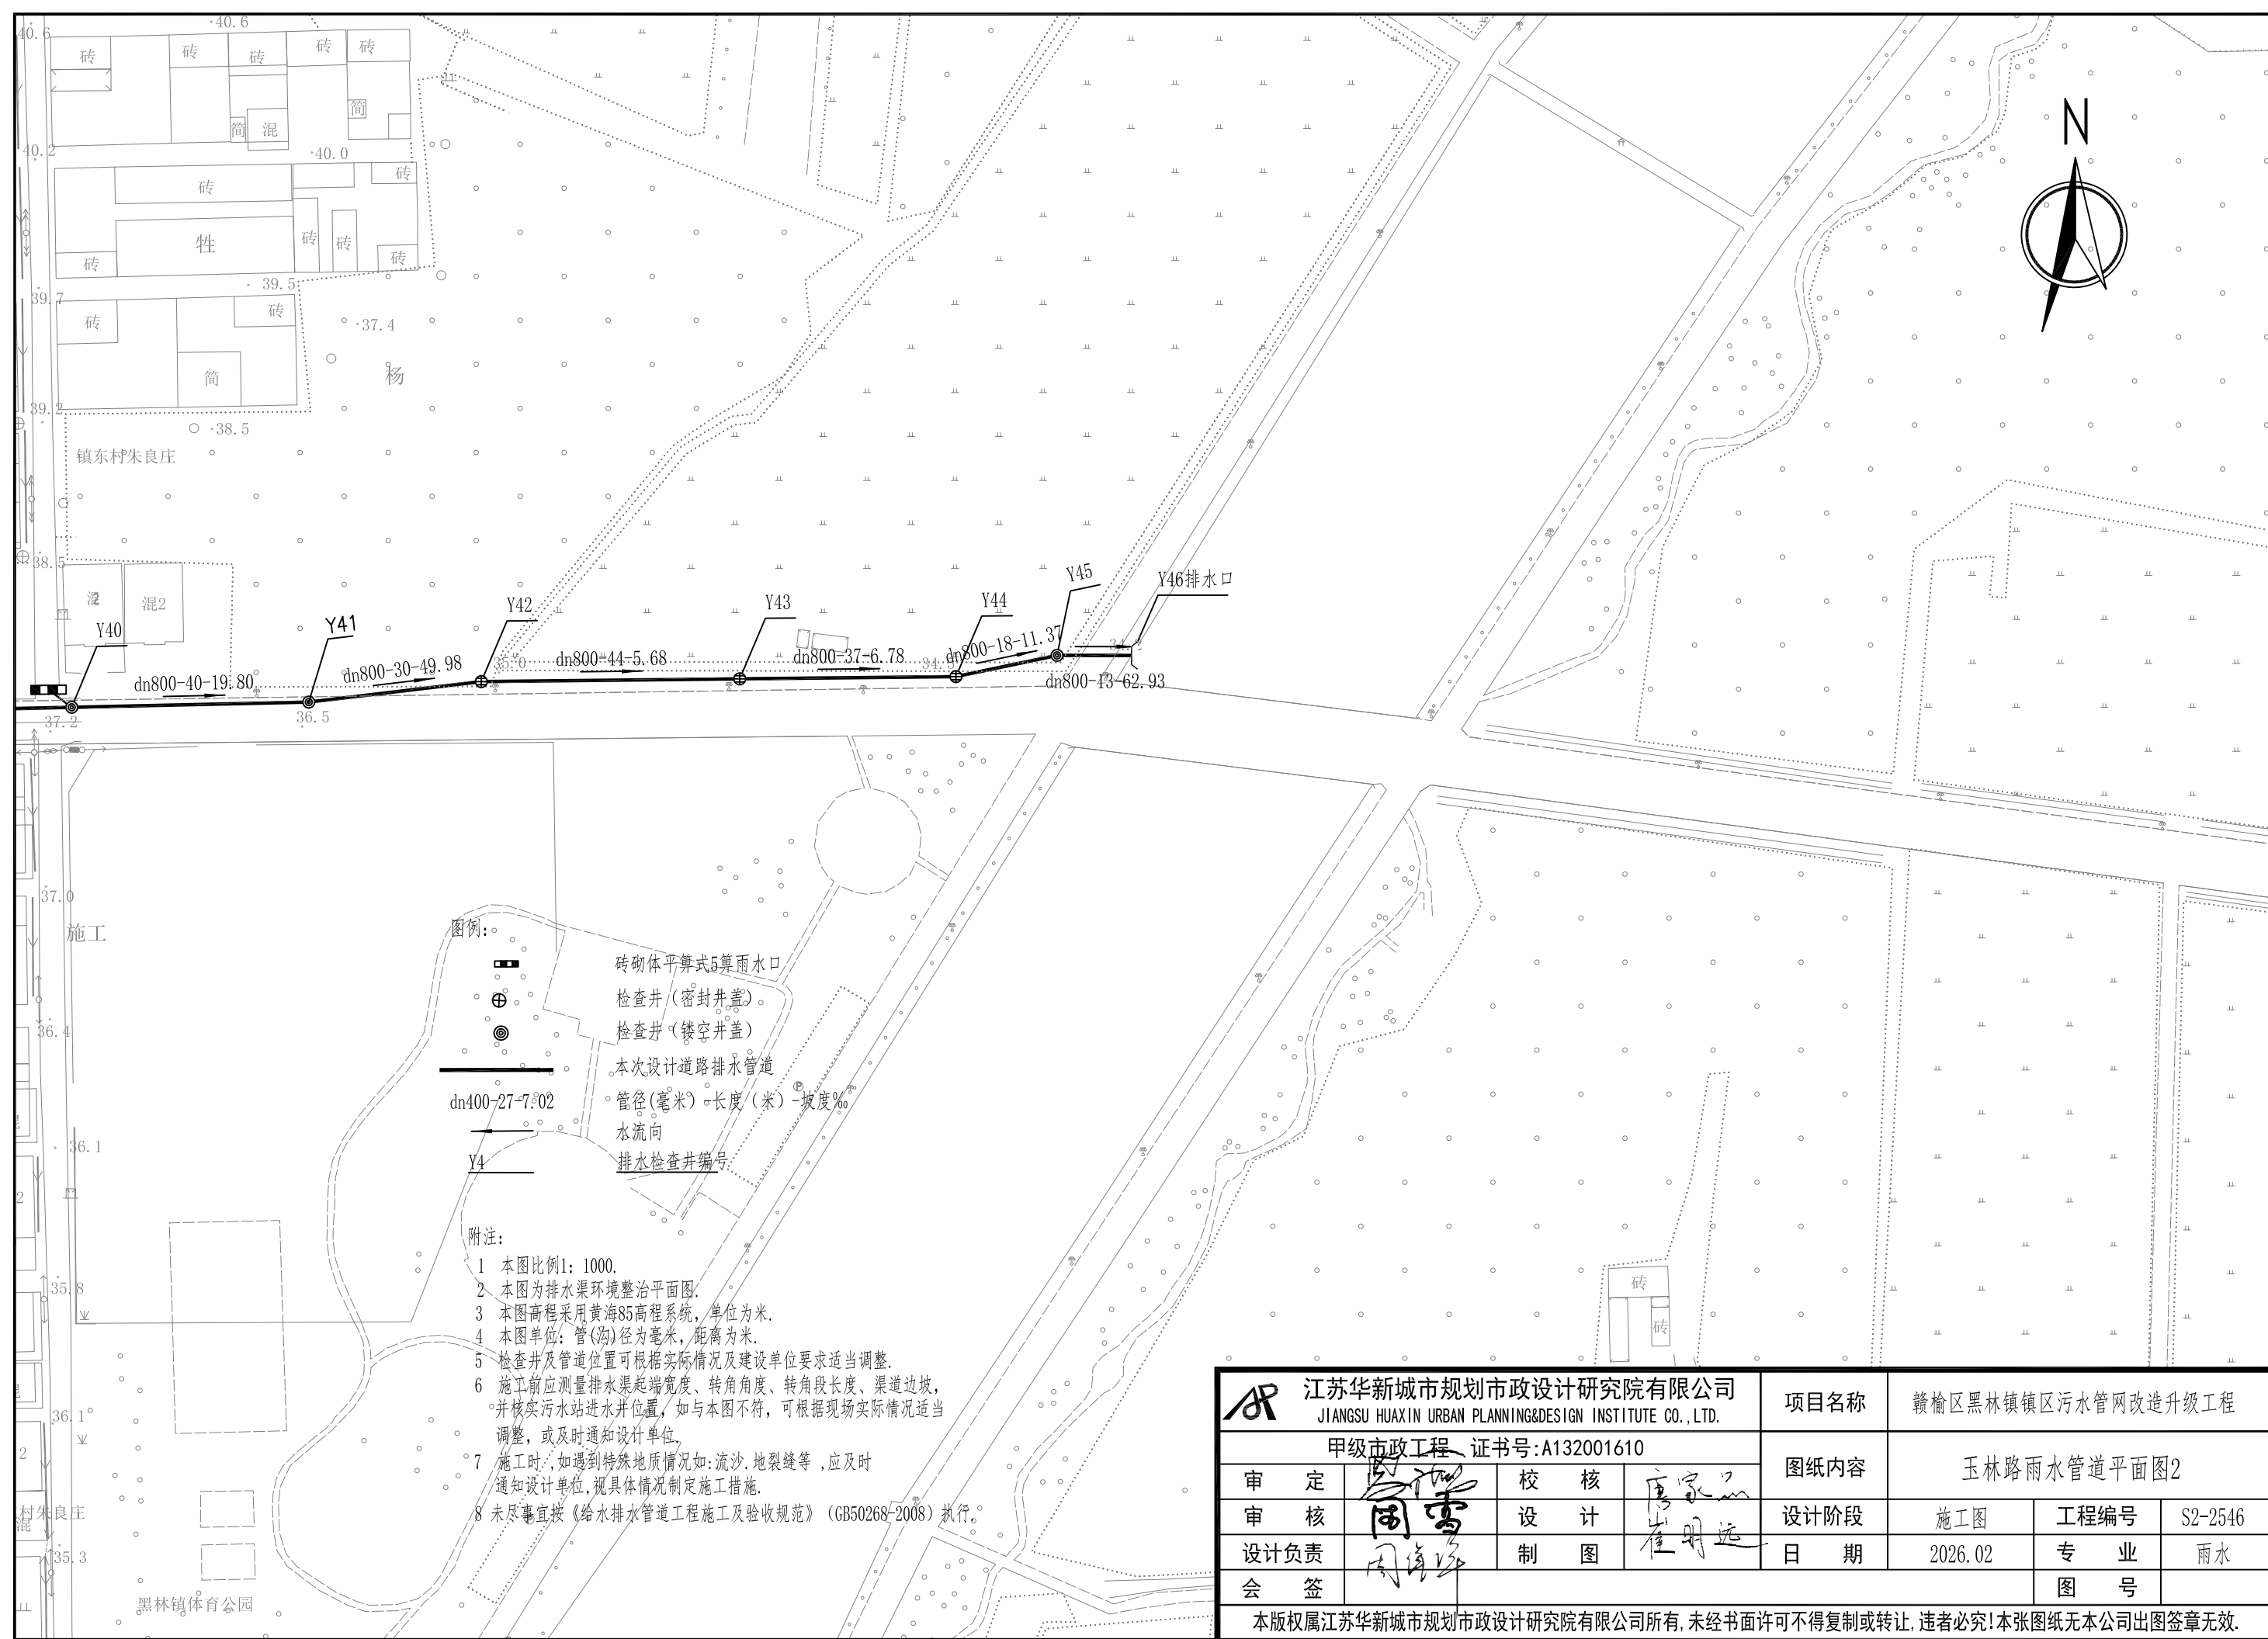 40.6
40.6
砖
砖
砖
砖
砖
简
简
混
40.2
40.0
砖
砖
牲
砖
砖
砖
砖
39.5
39.7
砖
砖
37.4
简
杨
39.2
38.5
镇东村朱良庄
38.5
混2
混2
N
Y40
Y41
Y42
Y43
Y44
Y45
Y46排水口
dn800-40-19.80
dn800-30-49.98
35.0
dn800-44-5.68
dn800-37-6.78
dn800-18-11.37
dn800-43-62.93
37.2
36.5
37.0
施工
36.4
36.1
35.8
36.1
2
2
村朱良庄
混
35.3
黑林镇体育公园
P
砖
砖
图例:
砖砌体平箅式5箅雨水口
检查井（密封井盖）
检查井（镂空井盖）
本次设计道路排水管道
dn400-27-7.02 管径(毫米）-长度（米）-坡度‰
水流向
Y4 排水检查井编号
附注:
1 本图比例1: 1000.
2 本图为排水渠环境整治平面图.
3 本图高程采用黄海85高程系统, 单位为米.
4 本图单位: 管(沟)径为毫米, 距离为米.
5 检查井及管道位置可根据实际情况及建设单位要求适当调整.
6 施工前应测量排水渠起端宽度、转角角度、转角段长度、渠道边坡,
并核实污水站进水井位置, 如与本图不符, 可根据现场实际情况适当
调整, 或及时通知设计单位.
7 施工时 ,如遇到特殊地质情况如:流沙.地裂缝等 ,应及时
通知设计单位,视具体情况制定施工措施.
8 未尽事宜按《给水排水管道工程施工及验收规范》（GB50268-2008）执行。
江苏华新城市规划市政设计研究院有限公司
JIANGSU HUAXIN URBAN PLANNING&DESIGN INSTITUTE CO.,LTD.
项目名称 赣榆区黑林镇镇区污水管网改造升级工程
甲级市政工程 证书号:A132001610
图纸内容 玉林路雨水管道平面图2
审 定 校 核 唐家品
审 核 周雪 设 计 崔明远
设计阶段 施工图 工程编号 S2-2546
设计负责 制 图
日 期 2026.02 专 业 雨水
会 签 图 号
本版权属江苏华新城市规划市政设计研究院有限公司所有,未经书面许可不得复制或转让,违者必究!本张图纸无本公司出图签章无效.